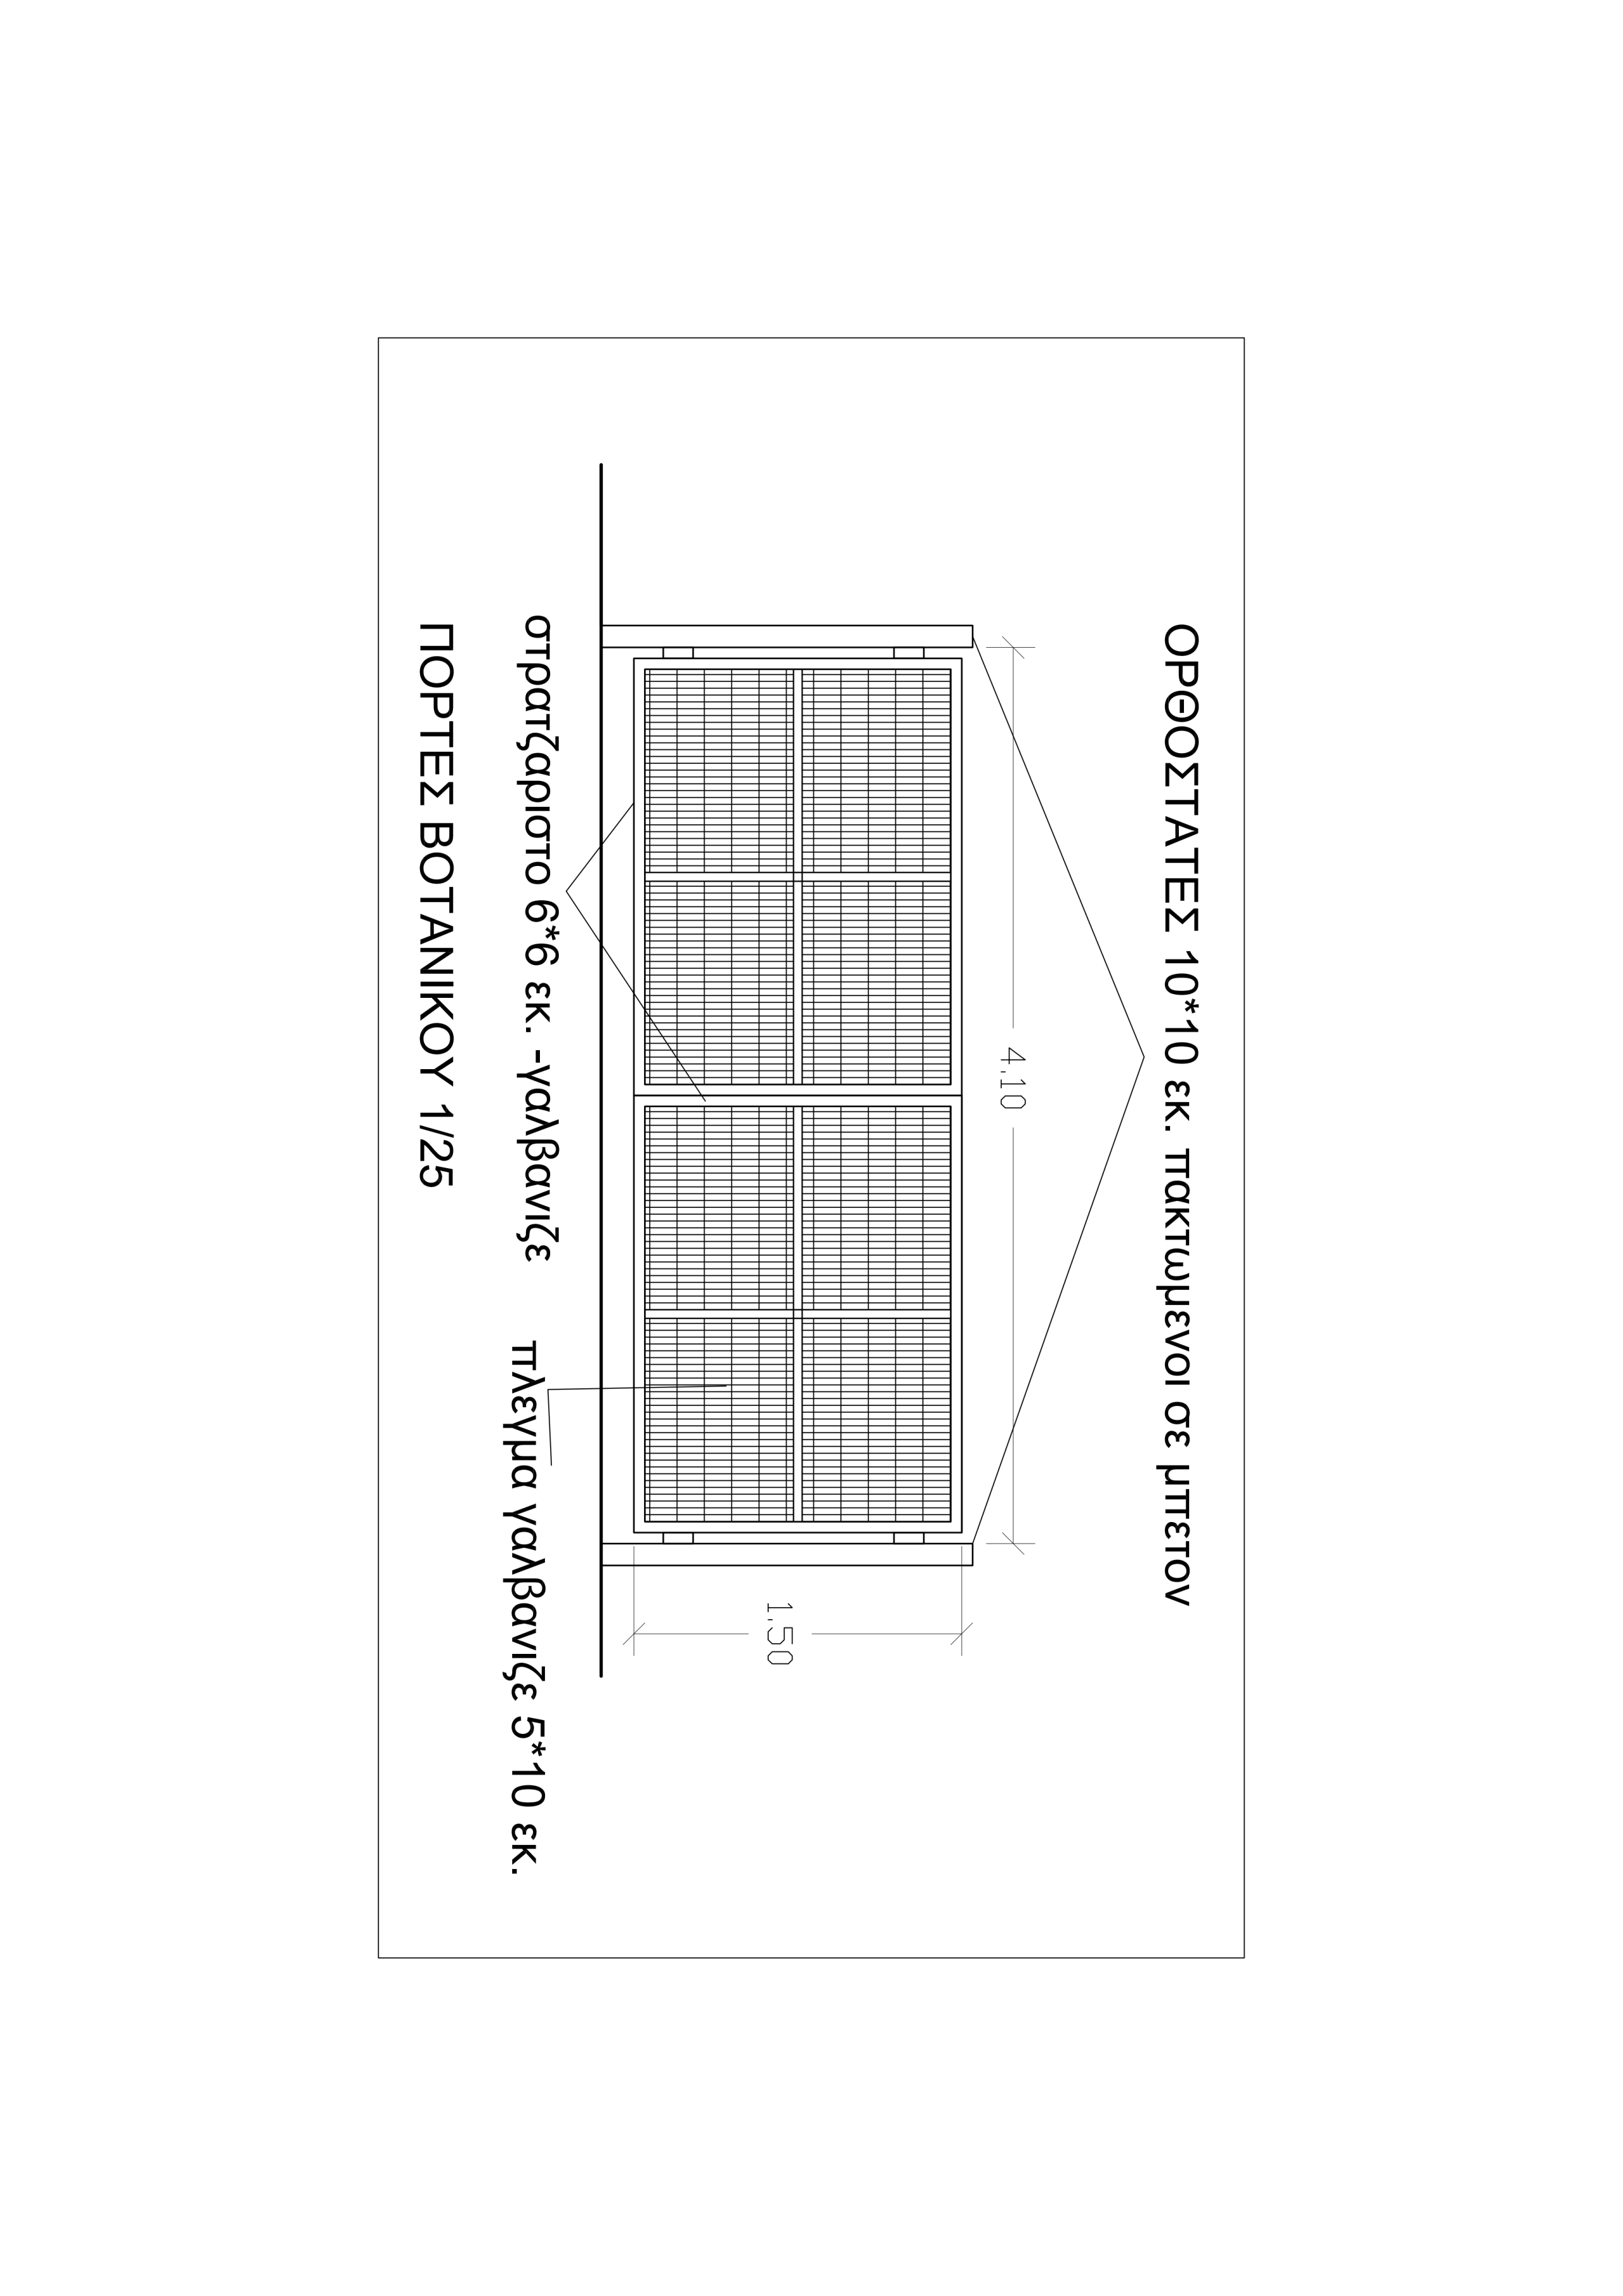 ΟΡΘΟΣΤΑΤΕΣ 10*10 εκ. πακτωμενοι σε μπετον
4.10
1.50
στρατζαριστο 6*6 εκ. -γαλβανιζε
πλεγμα γαλβανιζε 5*10 εκ.
ΠΟΡΤΕΣ ΒΟΤΑΝΙΚΟΥ 1/25